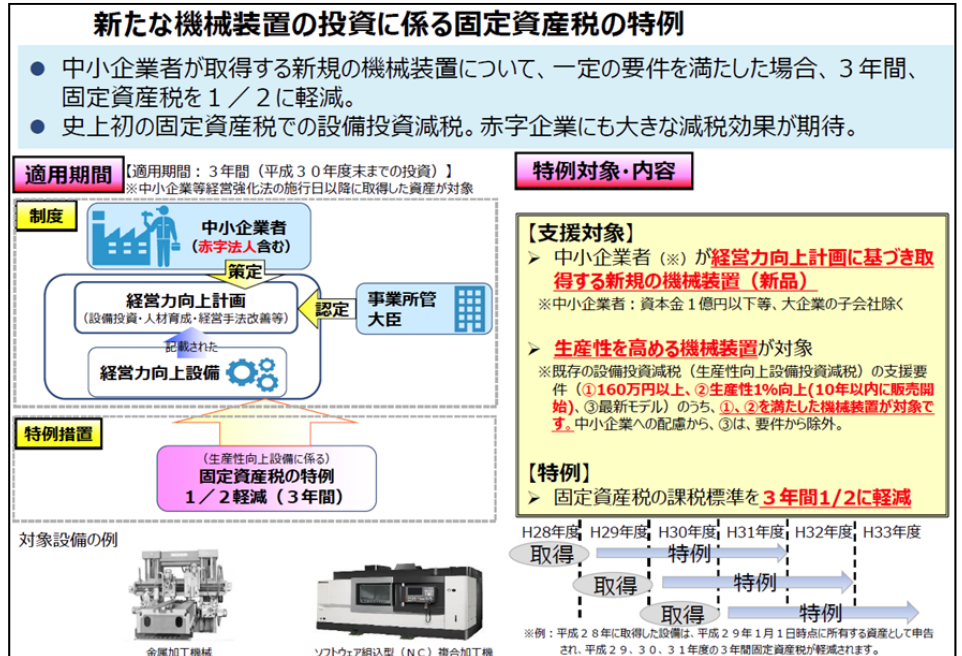 新たな機械装置の投資に係る固定資産税の特例
● 中小企業者が取得する新規の機械装置について、一定の要件を満たした場合、３年間、
固定資産税を１／２に軽減。
● 史上初の固定資産税での設備投資減税。赤字企業にも大きな減税効果が期待。
適用期間
【適用期間：３年間（平成３０年度末までの投資）】
※中小企業等経営強化法の施行日以降に取得した資産が対象
制度
中小企業者
（赤字法人含む）
策定
経営力向上計画
（設備投資・人材育成・経営手法改善等）
認定
事業所管
大臣
記載された
経営力向上設備
特例措置
（生産性向上設備に係る）
固定資産税の特例
１／２軽減（３年間）
対象設備の例
金属加工機械
ソフトウェア組込型（ＮＣ）複合加工機
特例対象・内容
【支援対象】
➢ 中小企業者（※）が経営力向上計画に基づき取
得する新規の機械装置（新品）
※中小企業者：資本金１億円以下等、大企業の子会社除く
➢ 生産性を高める機械装置が対象
※既存の設備投資減税（生産性向上設備投資減税）の支援要
件（①160万円以上、②生産性1%向上(10年以内に販売開
始)、③最新モデル）のうち、①、②を満たした機械装置が対象で
す。中小企業への配慮から、③は、要件から除外。
【特例】
➢ 固定資産税の課税標準を３年間1/2に軽減
H28年度 H29年度 H30年度 H31年度 H32年度 H33年度
取得 特例
取得 特例
取得 特例
※例：平成２８年に取得した設備は、平成２９年１月１日時点に所有する資産として申告
され、平成２９、３０、３１年度の３年間固定資産税が軽減されます。